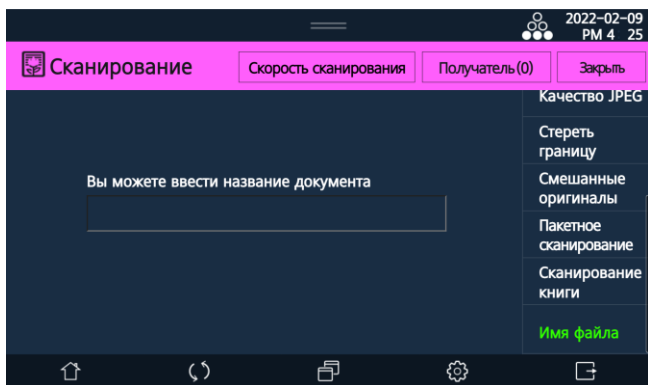 2022-02-09
PM 4 25
Сканирование
Скорость сканирования
Получатель(0)
Закрыть
Качество JPEG
Стереть
границу
Вы можете ввести название документа
Смешанные
оригиналы
Пакетное
сканирование
Сканирование
книги
Имя файла